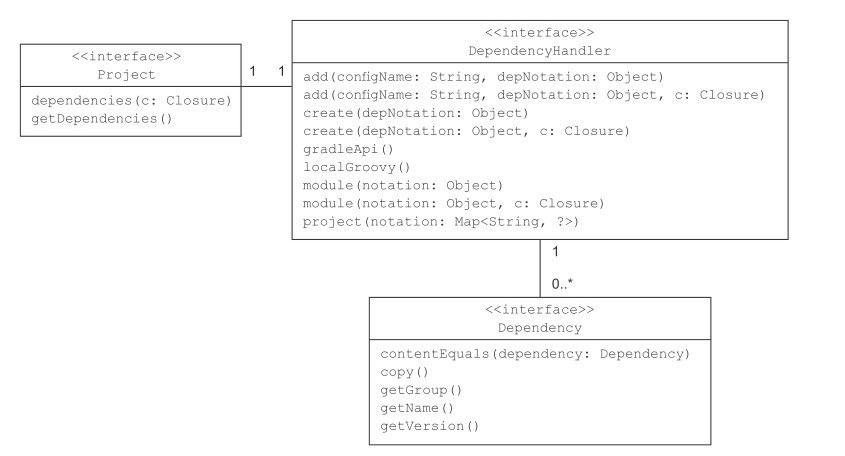 <<interface>>
Project
dependencies(c: Closure)
getDependencies()
1 1
<<interface>>
DependencyHandler
add(configName: String, depNotation: Object)
add(configName: String, depNotation: Object, c: Closure)
create(depNotation: Object)
create(depNotation: Object, c: Closure)
gradleApi()
localGroovy()
module(notation: Object)
module(notation: Object, c: Closure)
project(notation: Map<String, ?>)
1
0..*
<<interface>>
Dependency
contentEquals(dependency: Dependency)
copy()
getGroup()
getName()
getVersion()